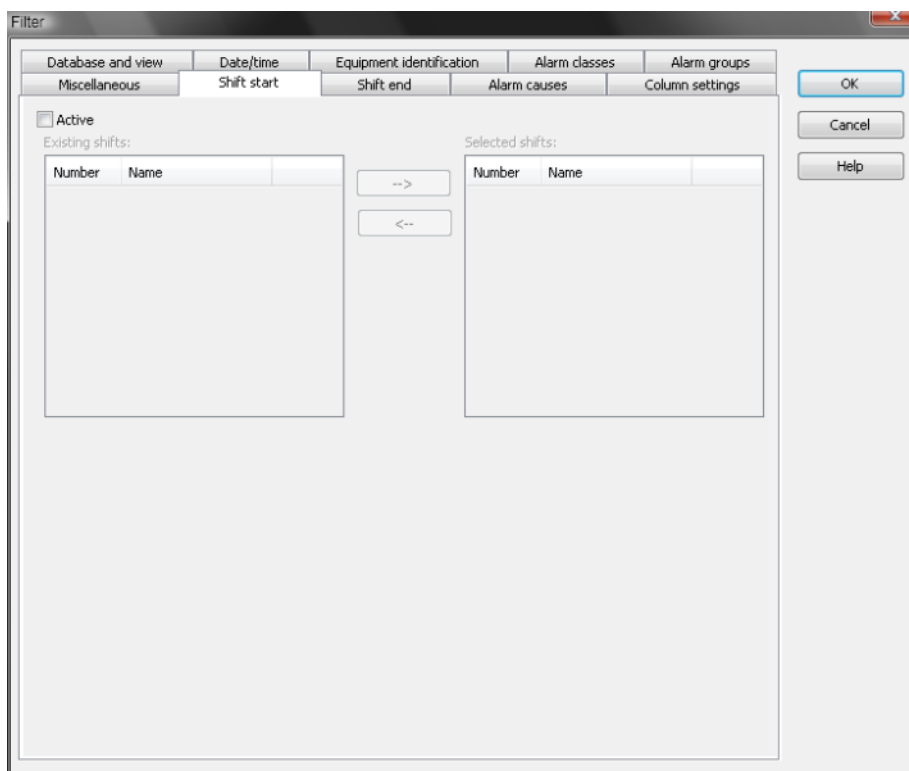 Filter
Database and view Date/time Equipment identification Alarm classes Alarm groups
Miscellaneous Shift start Shift end Alarm causes Column settings
OK
Cancel
Help
Active
Existing shifts: Selected shifts:
Number Name Number Name
-->
<--